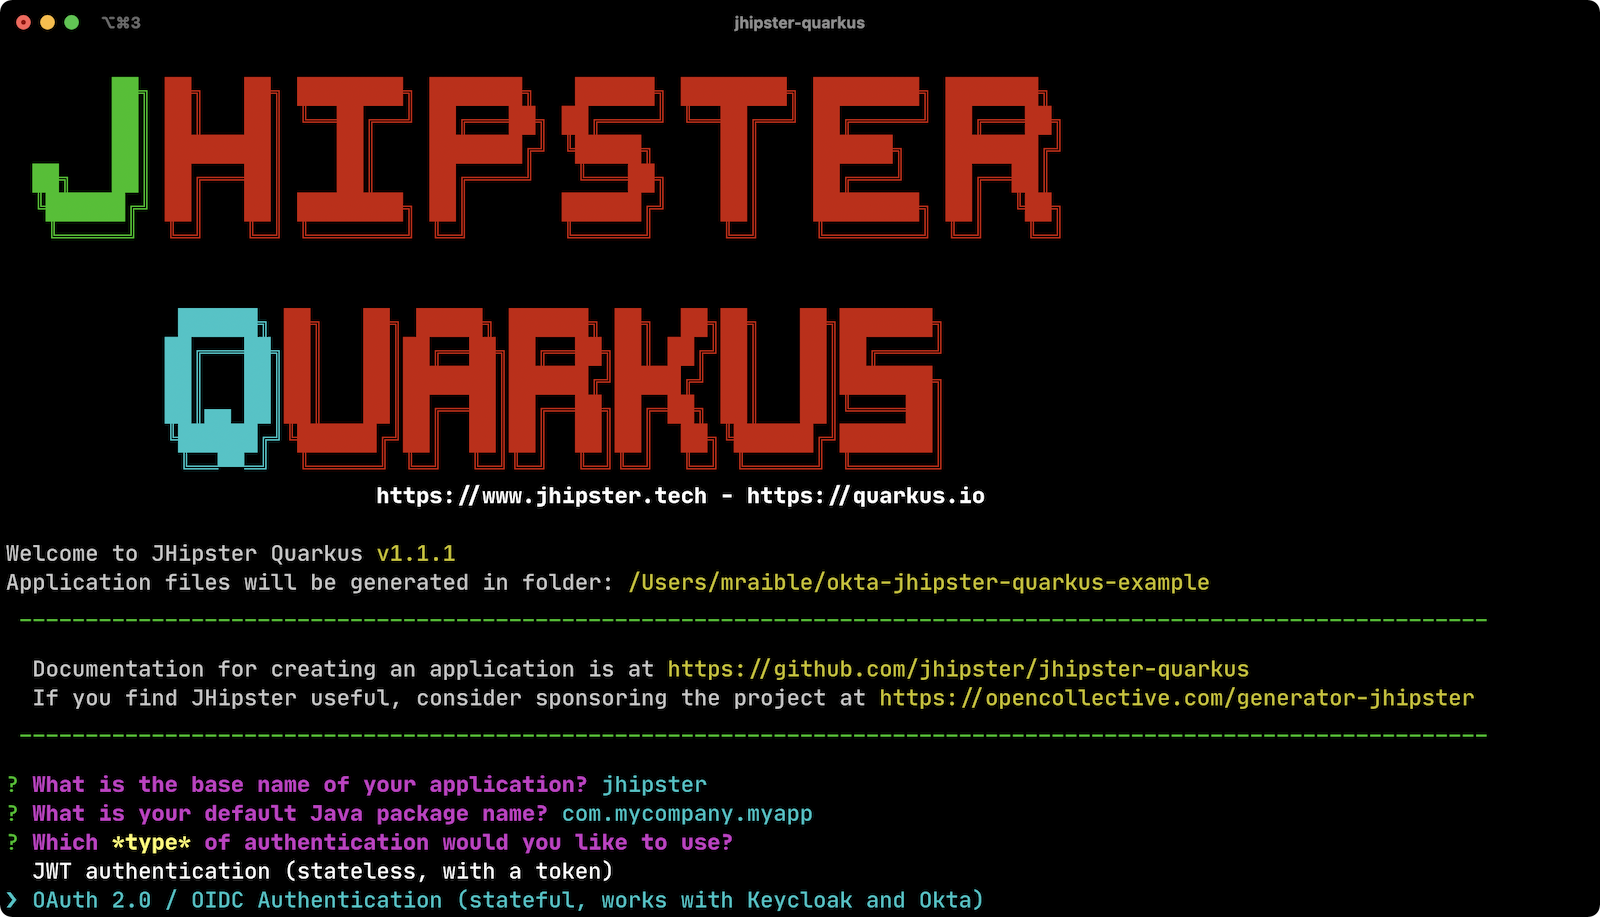 ⌥⌘3 jhipster-quarkus
JHIPSTER
QUARKUS
https://www.jhipster.tech - https://quarkus.io
Welcome to JHipster Quarkus v1.1.1
Application files will be generated in folder: /Users/mraible/okta-jhipster-quarkus-example
Documentation for creating an application is at https://github.com/jhipster/jhipster-quarkus
If you find JHipster useful, consider sponsoring the project at https://opencollective.com/generator-jhipster
? What is the base name of your application? jhipster
? What is your default Java package name? com.mycompany.myapp
? Which *type* of authentication would you like to use?
JWT authentication (stateless, with a token)
❯ OAuth 2.0 / OIDC Authentication (stateful, works with Keycloak and Okta)